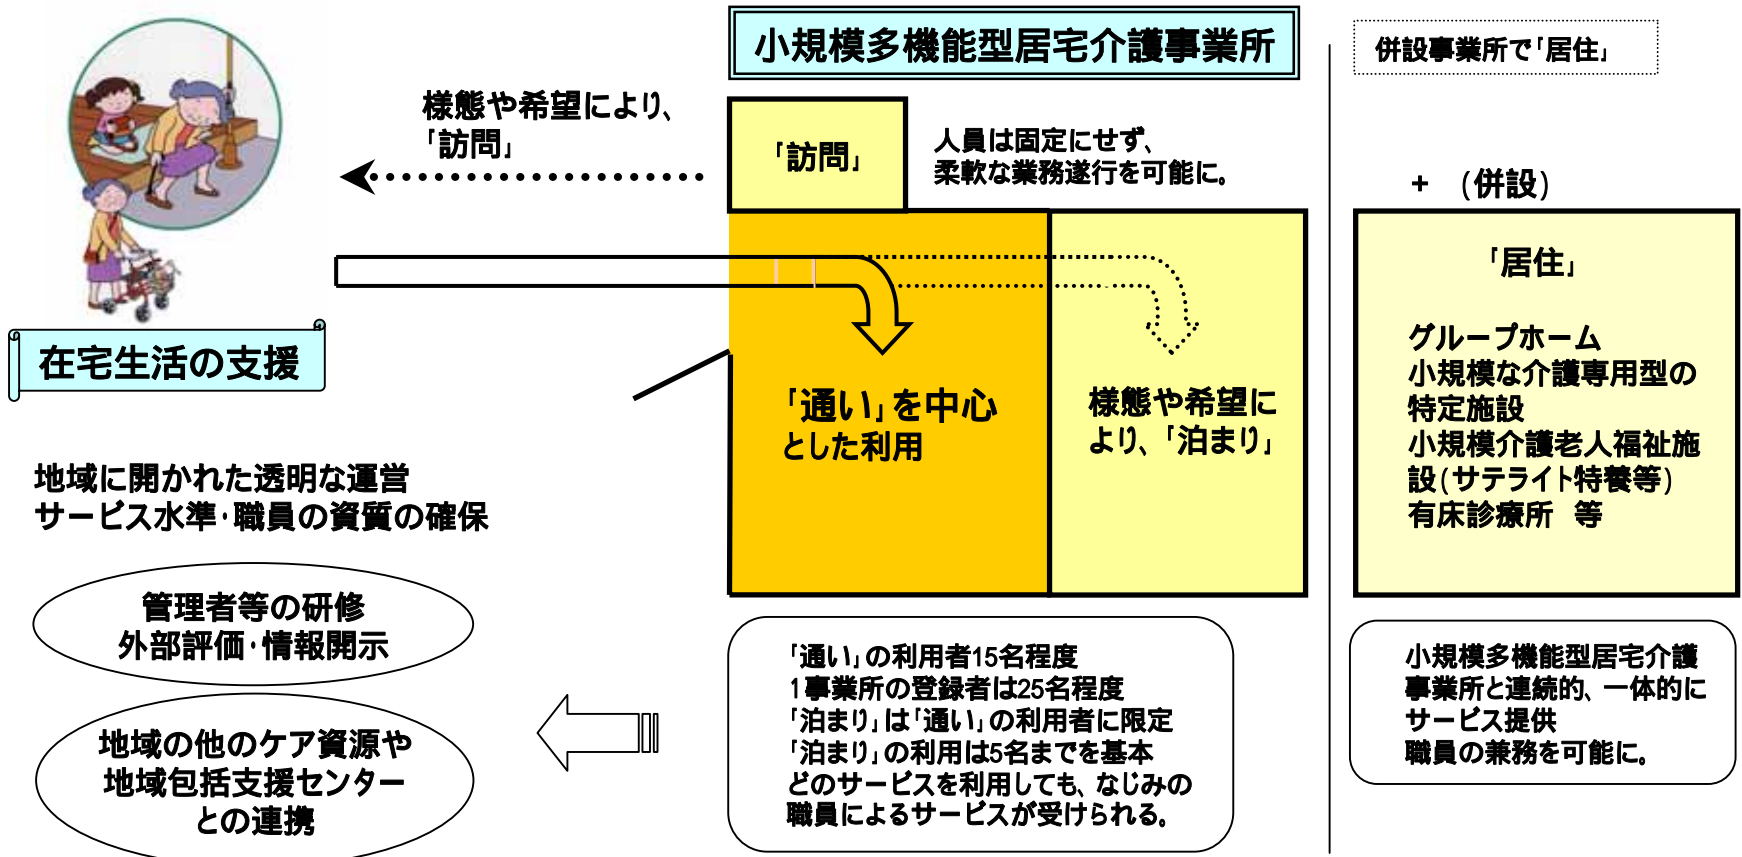 小規模多機能型居宅介護事業所
併設事業所で「居住」
様態や希望により、
「訪問」
「訪問」
人員は固定にせず、
柔軟な業務遂行を可能に。
+ (併設)
「居住」
グループホーム
小規模な介護専用型の
特定施設
小規模介護老人福祉施
設(サテライト特養等)
有床診療所 等
在宅生活の支援
「通い」を中心
とした利用
様態や希望に
より、「泊まり」
地域に開かれた透明な運営
サービス水準・職員の資質の確保
管理者等の研修
外部評価・情報開示
地域の他のケア資源や
地域包括支援センター
との連携
「通い」の利用者15名程度
1事業所の登録者は25名程度
「泊まり」は「通い」の利用者に限定
「泊まり」の利用は5名までを基本
どのサービスを利用しても、なじみの
職員によるサービスが受けられる。
小規模多機能型居宅介護
事業所と連続的、一体的に
サービス提供
職員の兼務を可能に。